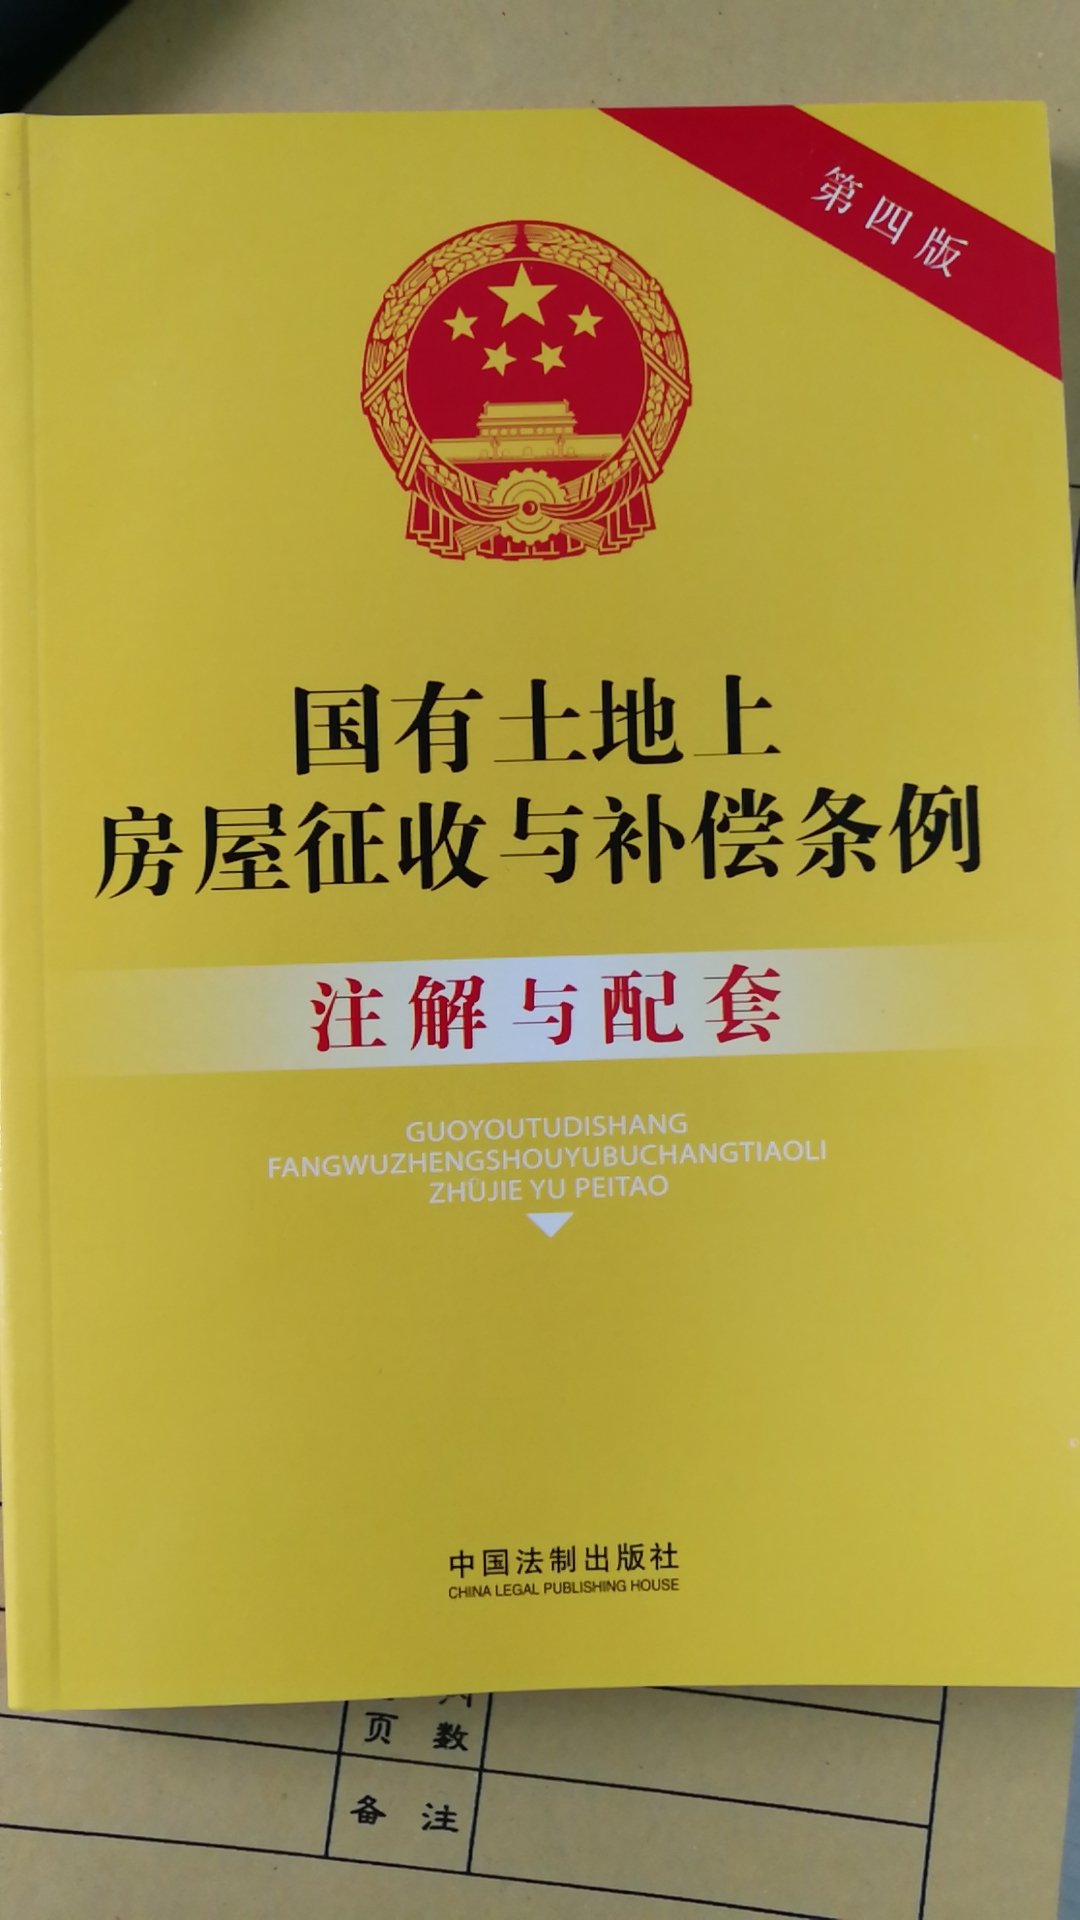 第四版
国有土地上
房屋征收与补偿条例
注解与配套
GUOYOUTUDISHANG
FANGWUZHENGSHOUYUBUCHANGTIAOLI
ZHUJIE YU PEITAO
中国法制出版社
CHINA LEGAL PUBLISHING HOUSE
页 数
备 注